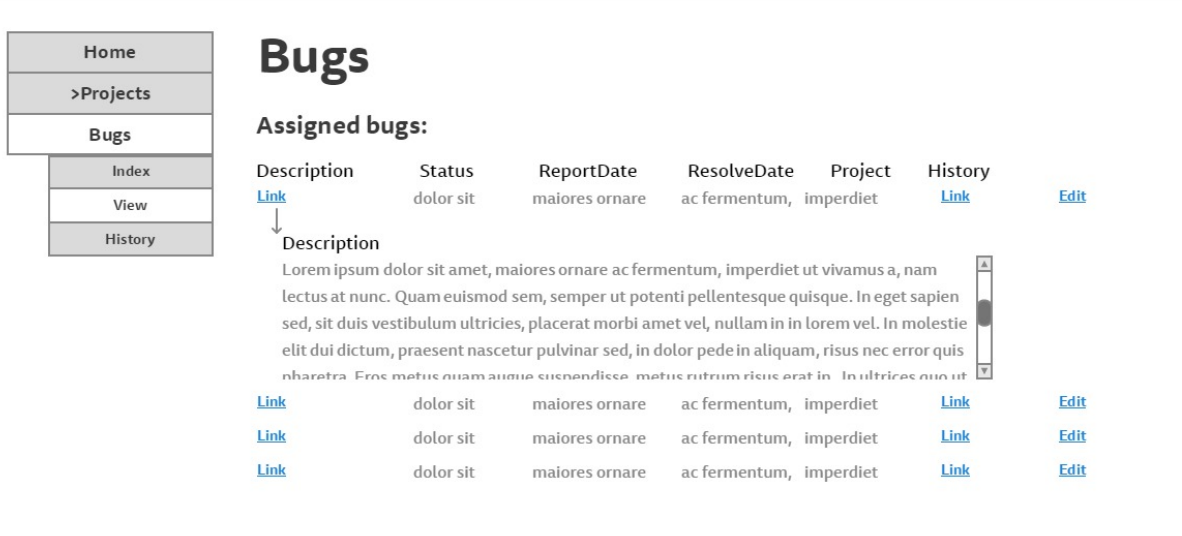 Home
>Projects
Bugs
Index
View
History
Bugs
Assigned bugs:
Description Status ReportDate ResolveDate Project History
Link dolor sit maiores ornare ac fermentum, imperdiet Link Edit
Description
Lorem ipsum dolor sit amet, maiores ornare ac fermentum, imperdiet ut vivamus a, nam
lectus at nunc. Quam euismod sem, semper ut potenti pellentesque quisque. In eget sapien
sed, sit duis vestibulum ultricies, placerat morbi amet vel, nullam in in lorem vel. In molestie
elit dui dictum, praesent nascetur pulvinar sed, in dolor pede in aliquam, risus nec error quis
pharetra. Eros metus quam augue suspendisse, metus rutrum risus erat in. In ultrices quo ut
Link dolor sit maiores ornare ac fermentum, imperdiet Link Edit
Link dolor sit maiores ornare ac fermentum, imperdiet Link Edit
Link dolor sit maiores ornare ac fermentum, imperdiet Link Edit